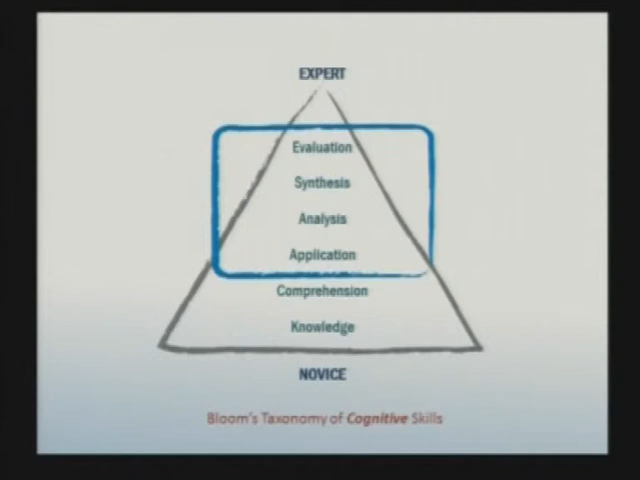 EXPERT
Evaluation
Synthesis
Analysis
Application
Comprehension
Knowledge
NOVICE
Bloom's Taxonomy of Cognitive Skills